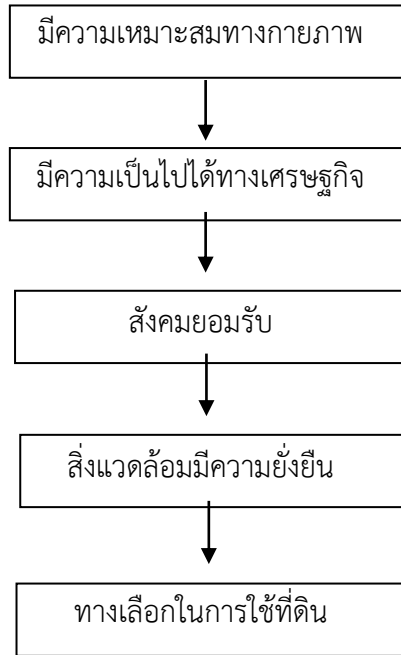 มีความเหมาะสมทางกายภาพ
มีความเป็นไปได้ทางเศรษฐกิจ
สังคมยอมรับ
สิ่งแวดล้อมมีความยั่งยืน
ทางเลือกในการใช้ที่ดิน